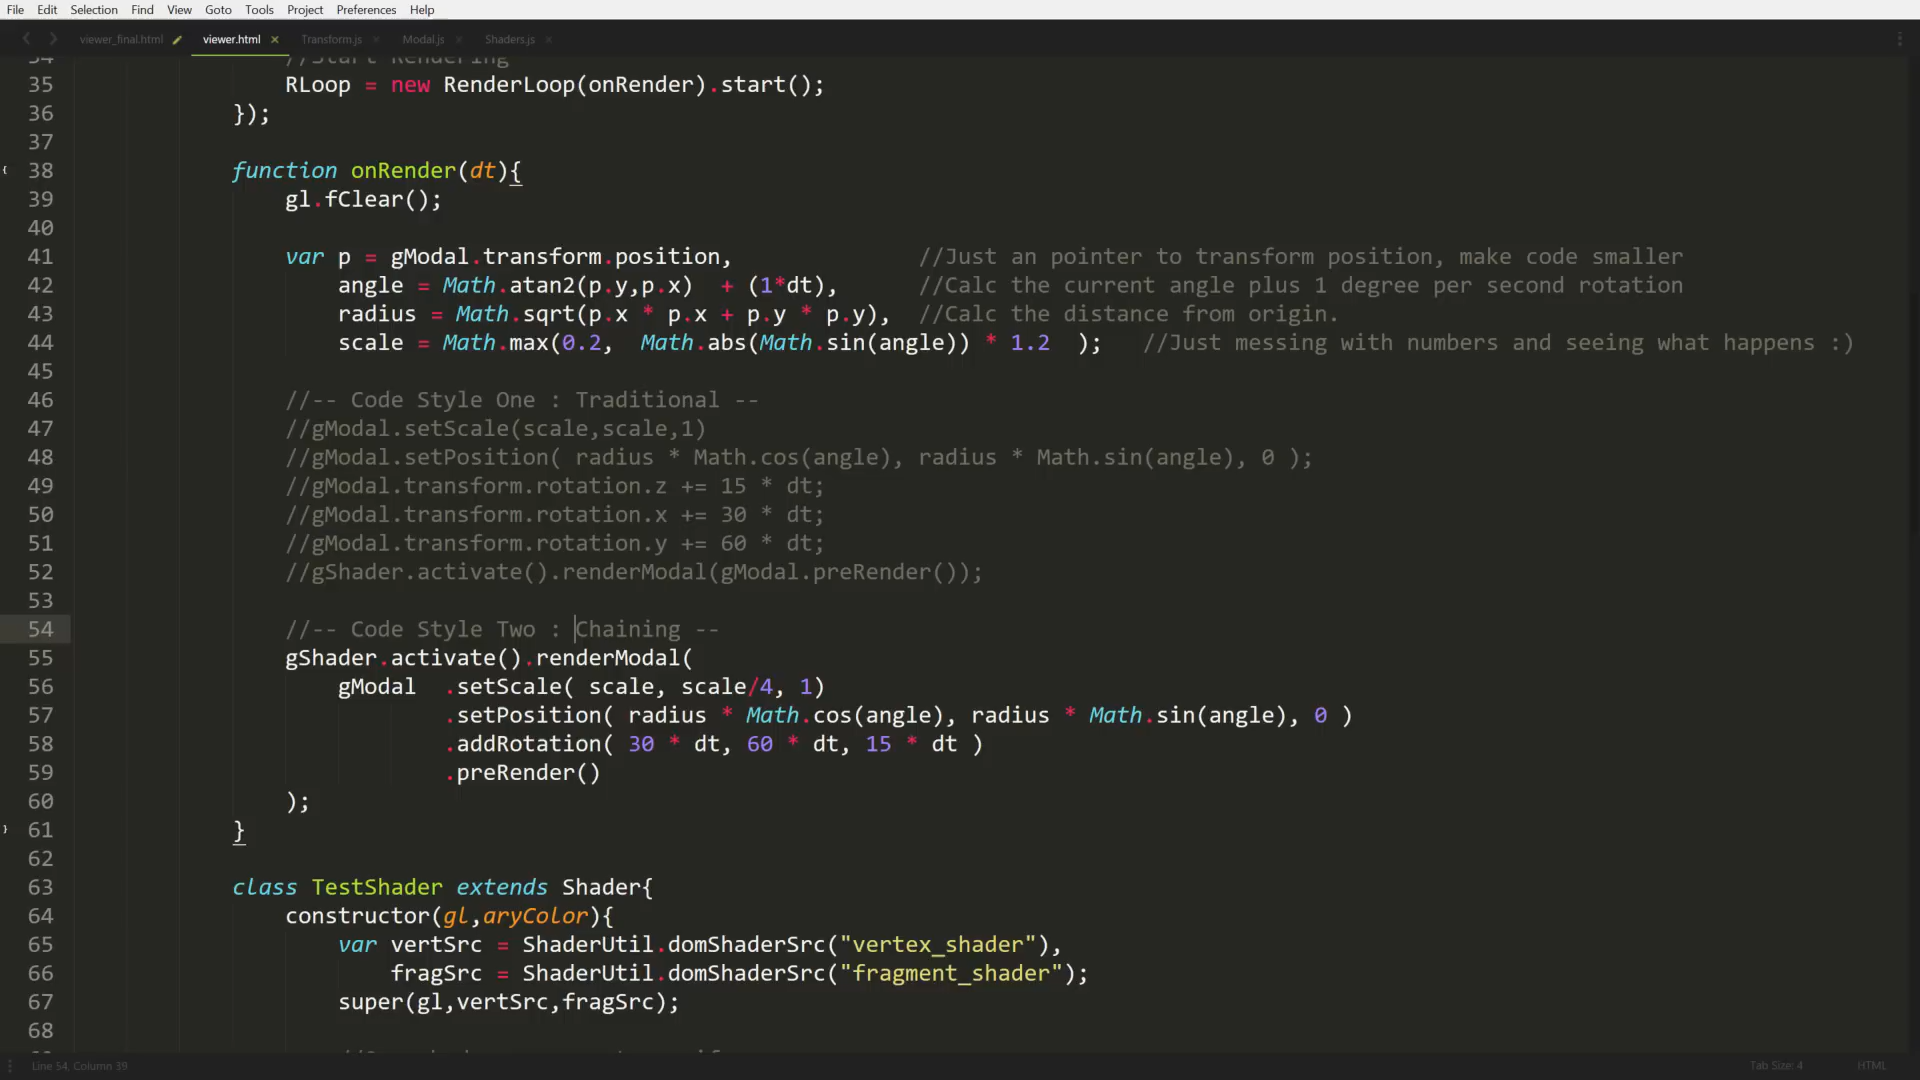 File Edit Selection Find View Goto Tools Project Preferences Help
viewer_final.html viewer.html × Transform.js × Modal.js × Shaders.js ×
34 //Start Rendering
35 RLoop = new RenderLoop(onRender).start();
36 });
37
38 function onRender(dt){
39 gl.fClear();
40
41 var p = gModal.transform.position, //Just an pointer to transform position, make code smaller
42 angle = Math.atan2(p.y,p.x) + (1*dt), //Calc the current angle plus 1 degree per second rotation
43 radius = Math.sqrt(p.x * p.x + p.y * p.y), //Calc the distance from origin.
44 scale = Math.max(0.2, Math.abs(Math.sin(angle)) * 1.2 ); //Just messing with numbers and seeing what happens :)
45
46 //-- Code Style One : Traditional --
47 //gModal.setScale(scale,scale,1)
48 //gModal.setPosition( radius * Math.cos(angle), radius * Math.sin(angle), 0 );
49 //gModal.transform.rotation.z += 15 * dt;
50 //gModal.transform.rotation.x += 30 * dt;
51 //gModal.transform.rotation.y += 60 * dt;
52 //gShader.activate().renderModal(gModal.preRender());
53
54 //-- Code Style Two : Chaining --
55 gShader.activate().renderModal(
56 gModal .setScale( scale, scale/4, 1)
57 .setPosition( radius * Math.cos(angle), radius * Math.sin(angle), 0 )
58 .addRotation( 30 * dt, 60 * dt, 15 * dt )
59 .preRender()
60 );
61 }
62
63 class TestShader extends Shader{
64 constructor(gl,aryColor){
65 var vertSrc = ShaderUtil.domShaderSrc("vertex_shader"),
66 fragSrc = ShaderUtil.domShaderSrc("fragment_shader");
67 super(gl,vertSrc,fragSrc);
68
Line 54, Column 39 Tab Size: 4 HTML